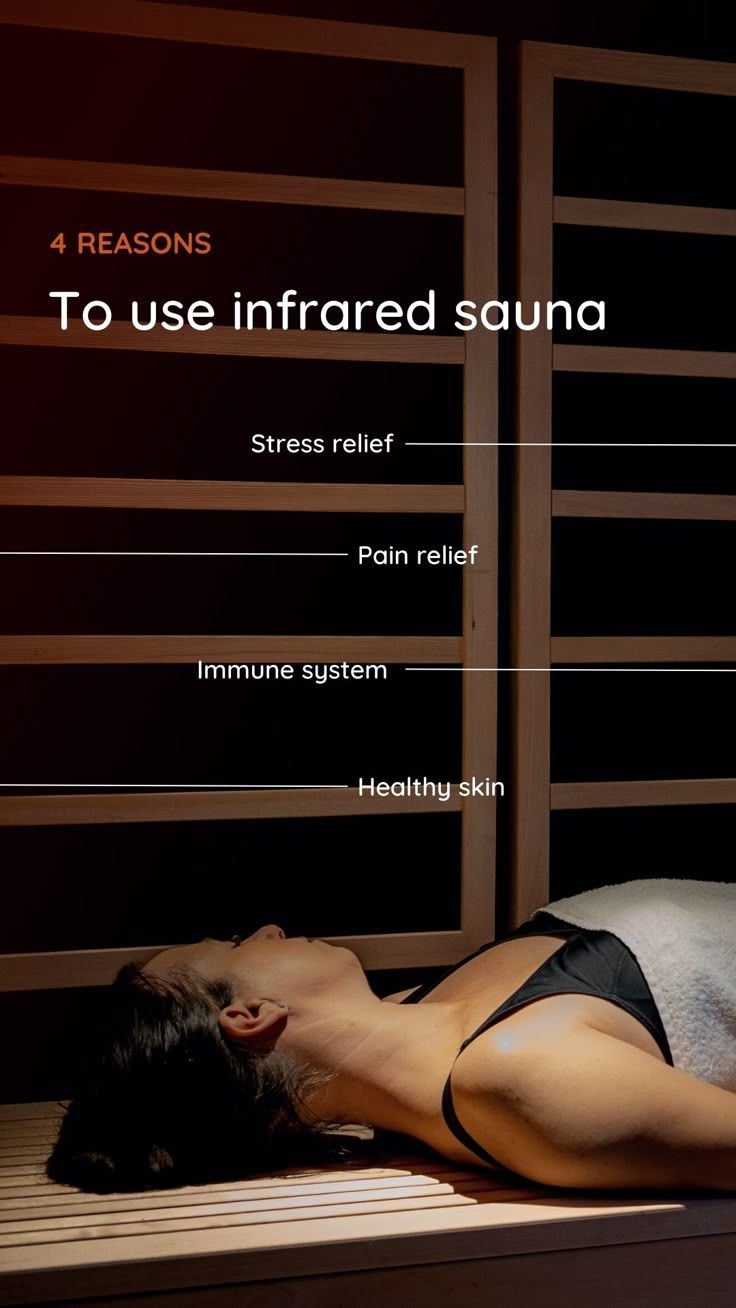 4 REASONS
To use infrared sauna
Stress relief
Pain relief
Immune system
Healthy skin